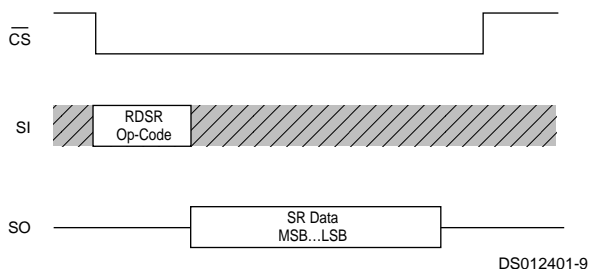 CS
SI
RDSR
Op-Code
SO
SR Data
MSB...LSB
DS012401-9